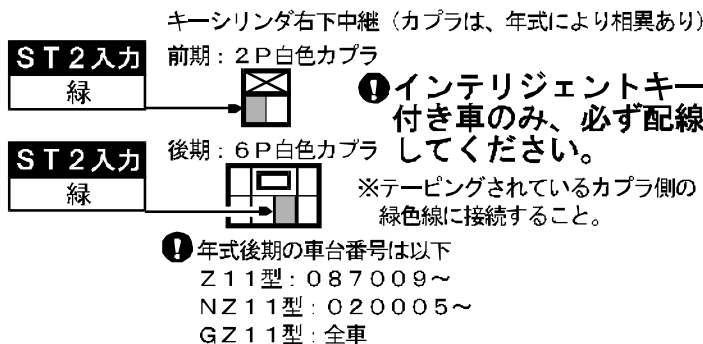 キーシリンダ右下中継（カプラは、年式により相異あり）
ＳＴ２入力
緑
前期：２Ｐ白色カプラ
❶インテリジェントキー
付き車のみ、必ず配線
してください。
ＳＴ２入力
緑
後期：６Ｐ白色カプラ
※テーピングされているカプラ側の
緑色線に接続すること。
❶年式後期の車台番号は以下
Ｚ１１型：０８７００９～
ＮＺ１１型：０２０００５～
ＧＺ１１型：全車